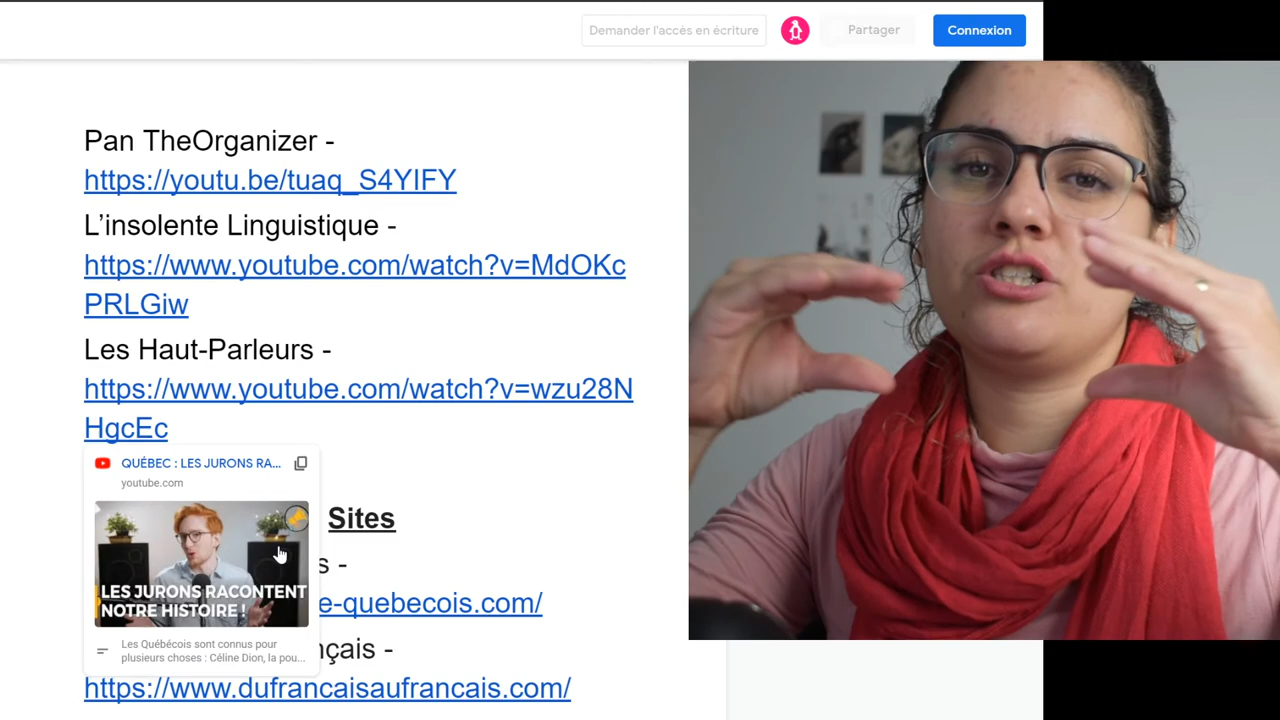 Demander l'accès en écriture
Partager
Connexion
Pan TheOrganizer -
https://youtu.be/tuaq_S4YIFY
L’insolente Linguistique -
https://www.youtube.com/watch?v=MdOKc
PRLGiw
Les Haut-Parleurs -
https://www.youtube.com/watch?v=wzu28N
HgcEc
QUÉBEC : LES JURONS RA...
youtube.com
LES JURONS RACONTENT
NOTRE HISTOIRE !
Les Québécois sont connus pour
plusieurs choses : Céline Dion, la pou...
Sites
s -
e-quebecois.com/
nçais -
https://www.dufrancaisaufrancais.com/